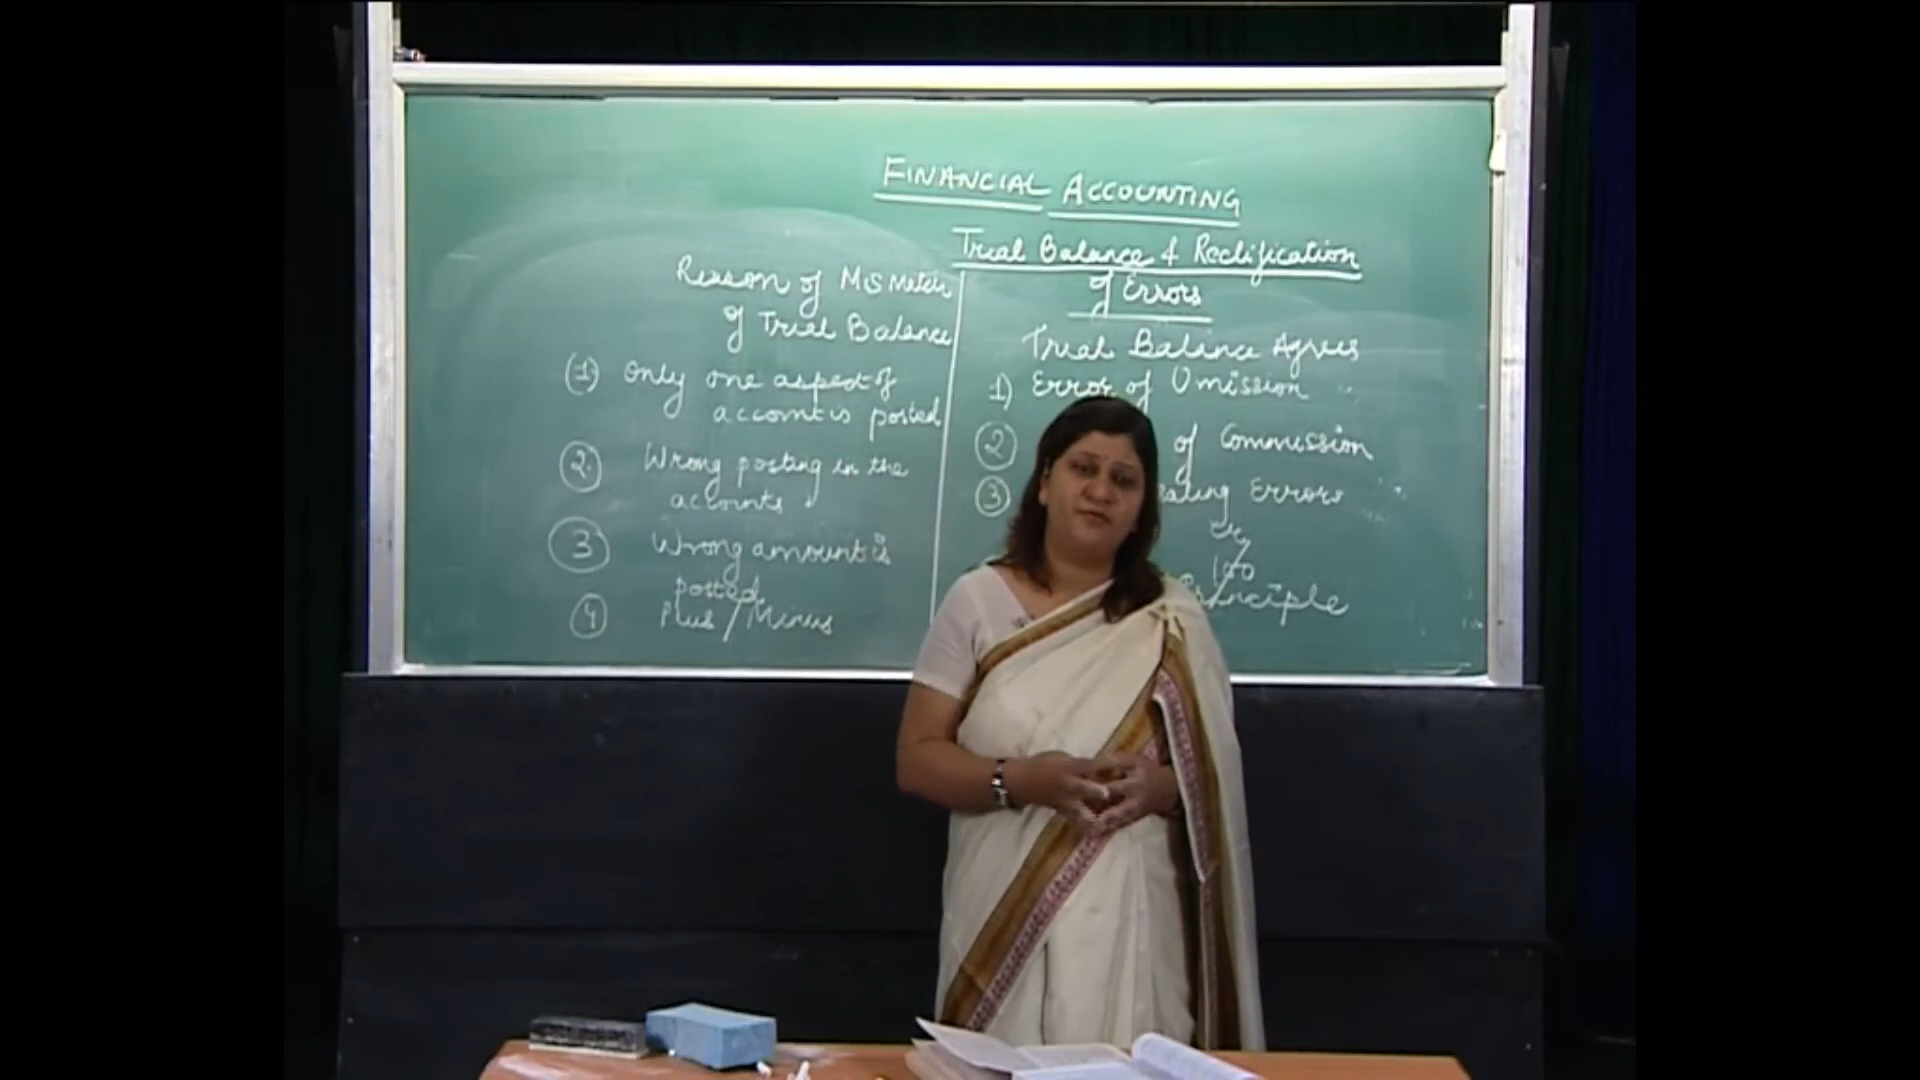 FINANCIAL ACCOUNTING
Trial Balance & Rectification
of Errors
Reason of MisMatch
of Trial Balance
(1) Only one aspect of
account is posted
2. Wrong posting in the
accounts
3 Wrong amount is
posted
4 Plus / Minus
Trial Balance Agrees
1) Error of Omission
2 of Commission
3 Errors
100
Principle